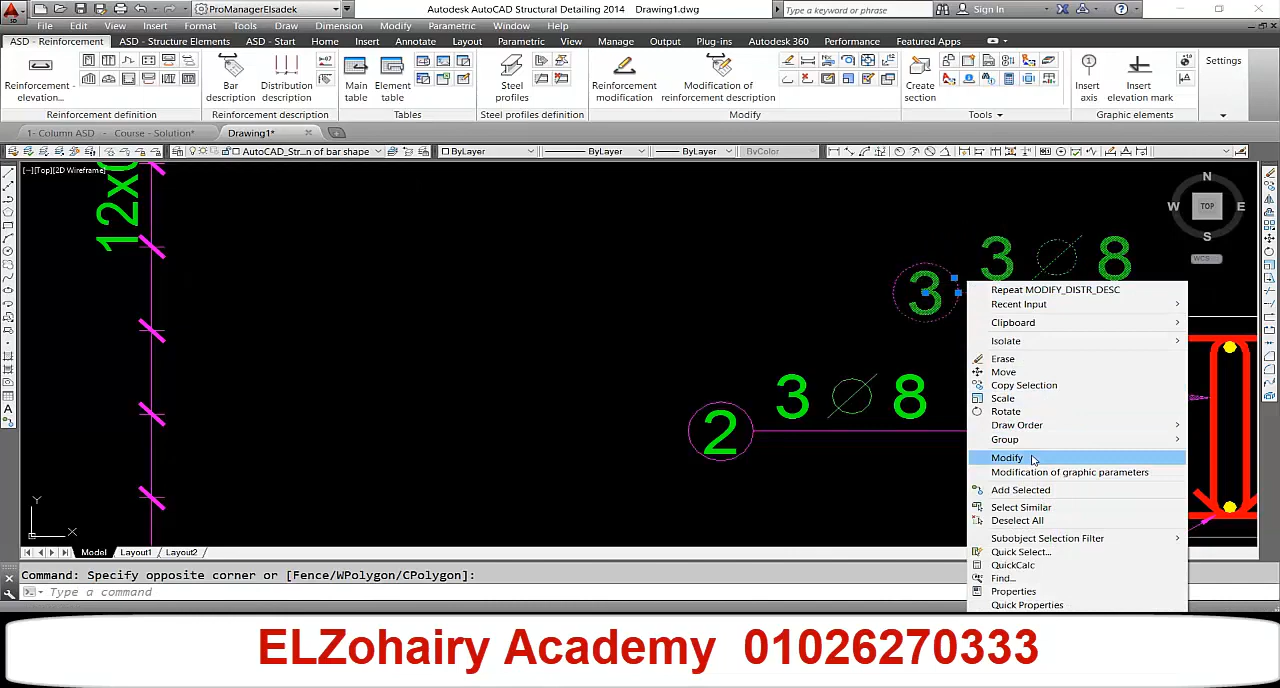 ProManagerElsadek
Autodesk AutoCAD Structural Detailing 2014    Drawing1.dwg
Type a keyword or phrase
Sign In
File Edit View Insert Format Tools Draw Dimension Modify Parametric Window Help
ASD - Reinforcement ASD - Structure Elements ASD - Start Home Insert Annotate Layout Parametric View Manage Output Plug-ins Autodesk 360 Performance Featured Apps
Reinforcement - elevation...
Bar description
Distribution description
Main table
Element table
Steel profiles
Reinforcement modification
Modification of reinforcement description
Create section
Insert axis
Insert elevation mark
Settings
Reinforcement definition
Reinforcement description
Tables
Steel profiles definition
Modify
Tools
Graphic elements
1- Column ASD - Course - Solution*
Drawing1*
AutoCAD_Str...n of bar shape
ByLayer
ByLayer
ByLayer
ByColor
[−][Top][2D Wireframe]
12x0
N
W TOP E
S
WCS
3 3 ∅ 8
2 3 ∅ 8
Repeat MODIFY_DISTR_DESC
Recent Input
Clipboard
Isolate
Erase
Move
Copy Selection
Scale
Rotate
Draw Order
Group
Modify
Modification of graphic parameters
Add Selected
Select Similar
Deselect All
Subobject Selection Filter
Quick Select...
QuickCalc
Find...
Properties
Quick Properties
Y
X
Model Layout1 Layout2
Command: Specify opposite corner or [Fence/WPolygon/CPolygon]:
Type a command
ELZohairy Academy 01026270333